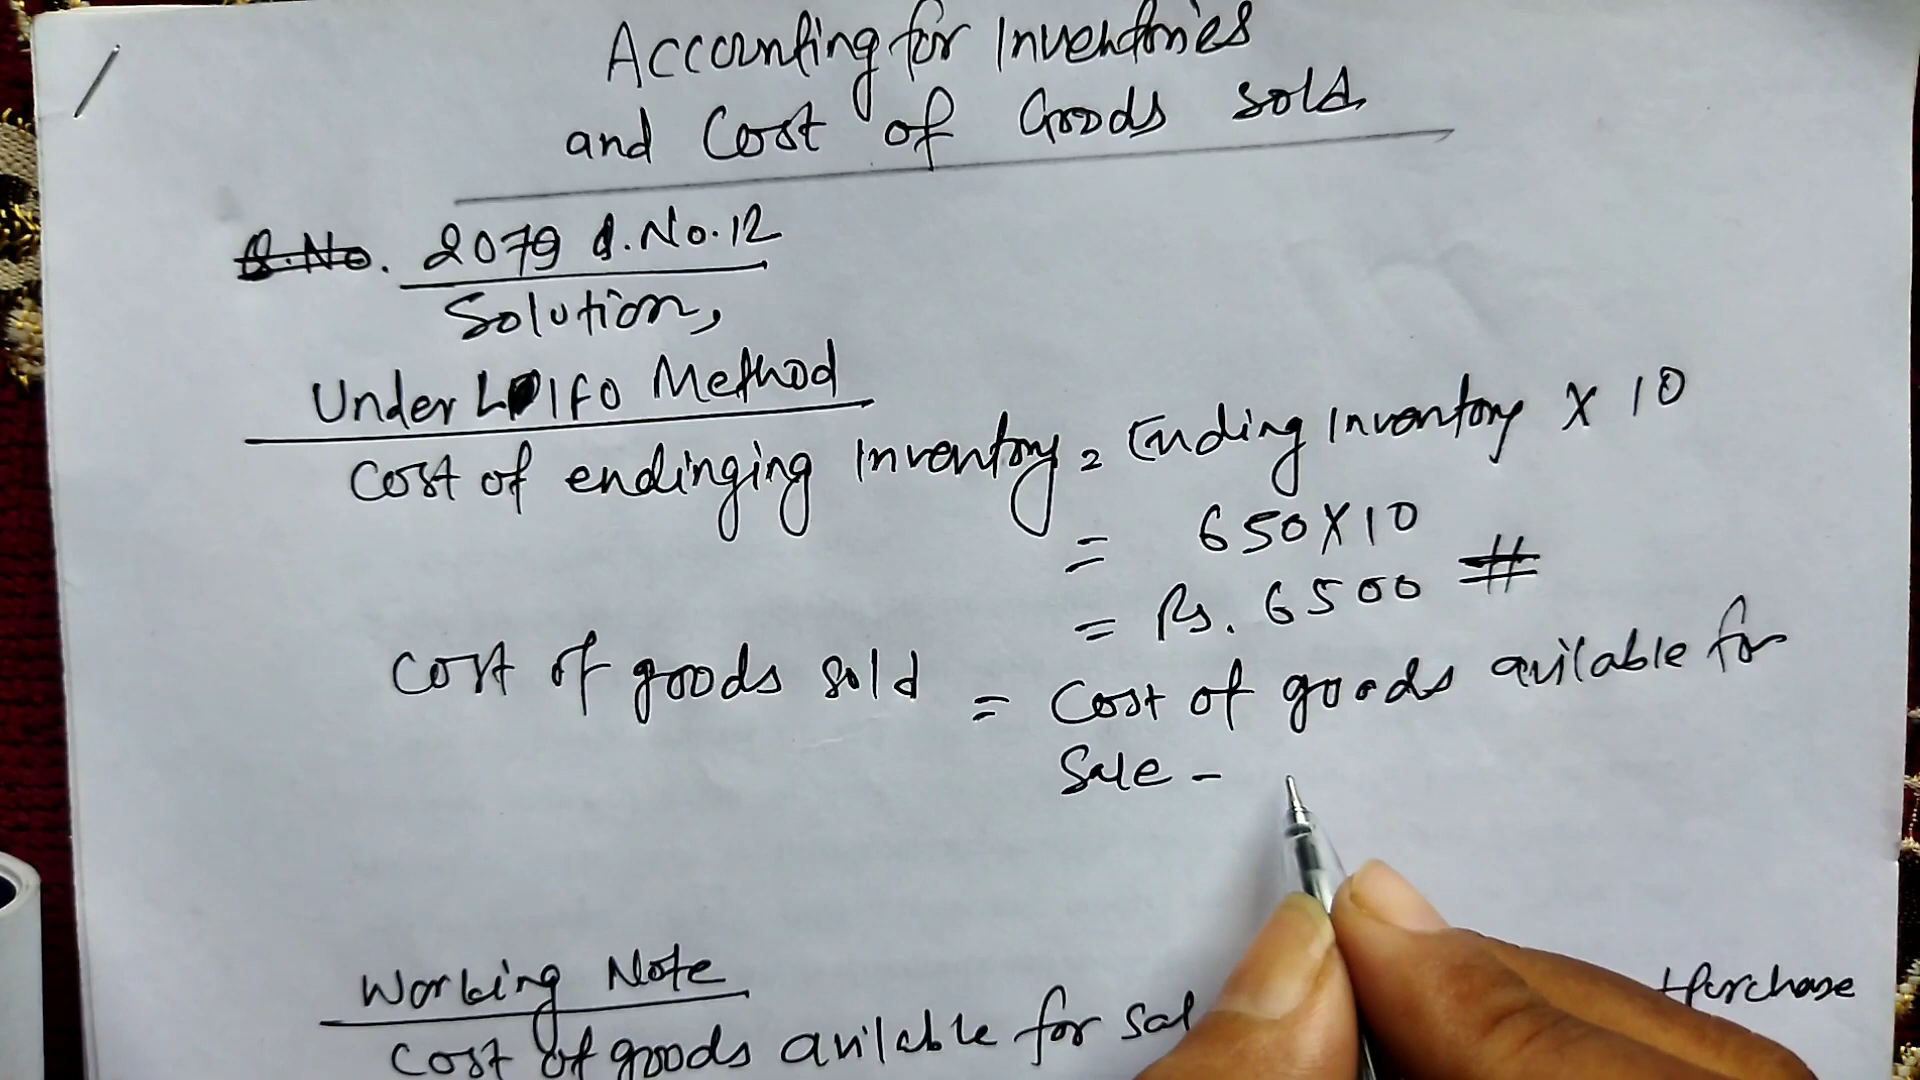 Accounting for Inventories
and Cost of Goods sold
Q.No. 2079 Q.No.12
Solution,
Under LIFO Method
Cost of endinging inventory = Ending inventory X 10
= 650X10
= Rs. 6500 #
Cost of goods sold = Cost of goods avilable for
Sale -
Working Note
Cost of goods avilable for sal +Purchase